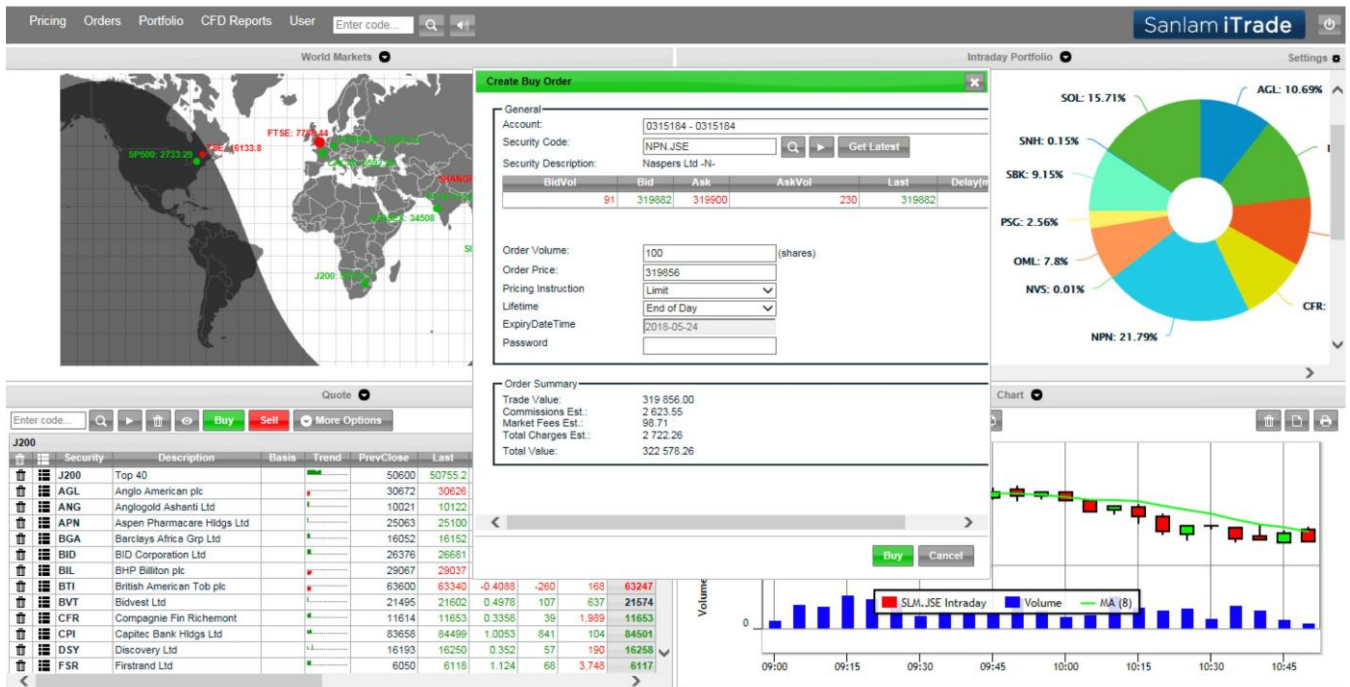 Pricing Orders Portfolio CFD Reports User Enter code... Sanlam iTrade
World Markets
Intraday Portfolio Settings
FTSE: 77
SP500: 2733.29
34508
J200:
Create Buy Order
General
Account: 0315184 - 0315184
Security Code: NPN.JSE Get Latest
Security Description: Naspers Ltd -N-
BidVol Bid Ask AskVol Last Delay(m
91 319882 319900 230 319882
Order Volume: 100 (shares)
Order Price: 319856
Pricing Instruction Limit
Lifetime End of Day
ExpiryDateTime 2018-05-24
Password
Order Summary
Trade Value: 319 856.00
Commissions Est.: 2 623.55
Market Fees Est.: 98.71
Total Charges Est.: 2 722.26
Total Value: 322 578.26
Buy Cancel
SOL: 15.71%
AGL: 10.69%
SNH: 0.15%
SBK: 9.15%
PSG: 2.56%
OML: 7.8%
NVS: 0.01%
CFR:
NPN: 21.79%
Quote
Enter code... Buy Sell More Options
J200
Security Description Basis Trend PrevClose Last
J200 Top 40 50600 50755.2
AGL Anglo American plc 30672 30626
ANG Anglogold Ashanti Ltd 10021 10122
APN Aspen Pharmacare Hldgs Ltd 25063 25100
BGA Barclays Africa Grp Ltd 16052 16152
BID BID Corporation Ltd 26376 26681
BIL BHP Billiton plc 29067 29037
BTI British American Tob plc 63600 63340 -0.4088 -260 168 63247
BVT Bidvest Ltd 21495 21602 0.4978 107 637 21574
CFR Compagnie Fin Richemont 11614 11653 0.3358 39 1,989 11653
CPI Capitec Bank Hldgs Ltd 83658 84499 1.0053 841 104 84501
DSY Discovery Ltd 16193 16250 0.352 57 190 16258
FSR Firstrand Ltd 6050 6118 1.124 68 3,748 6117
Chart
Volume
0
SLM.JSE Intraday Volume MA (8)
09:00 09:15 09:30 09:45 10:00 10:15 10:30 10:45